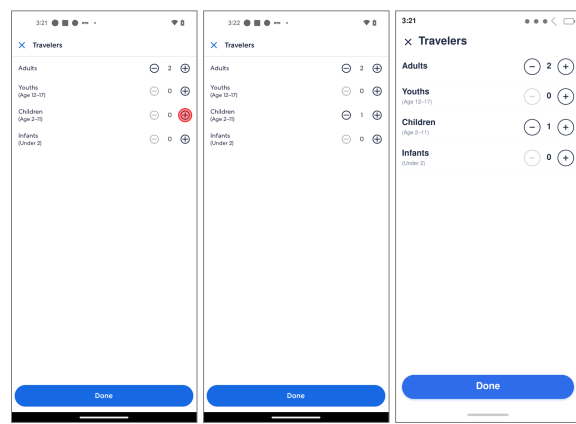 3:21
× Travelers
Adults 2
Youths 0
(Age 12–17)
Children 0
(Age 2–11)
Infants 0
(Under 2)
Done
3:22
× Travelers
Adults 2
Youths 0
(Age 12–17)
Children 1
(Age 2–11)
Infants 0
(Under 2)
Done
3:21
× Travelers
Adults 2
Youths 0
(Age 12–17)
Children 1
(Age 2–11)
Infants 0
(Under 2)
Done